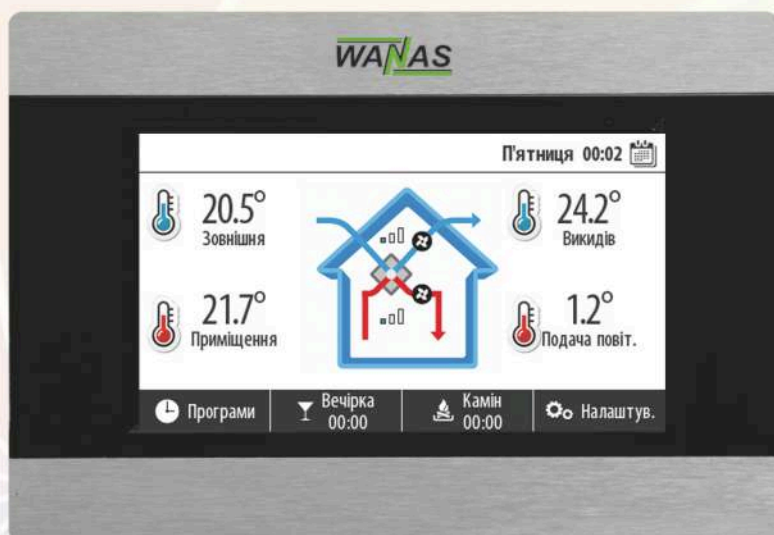 WANAS
П'ятниця 00:02
20.5°
Зовнішня
24.2°
Викидів
21.7°
Приміщення
1.2°
Подача повіт.
Програми
Вечірка
00:00
Камін
00:00
Налаштув.